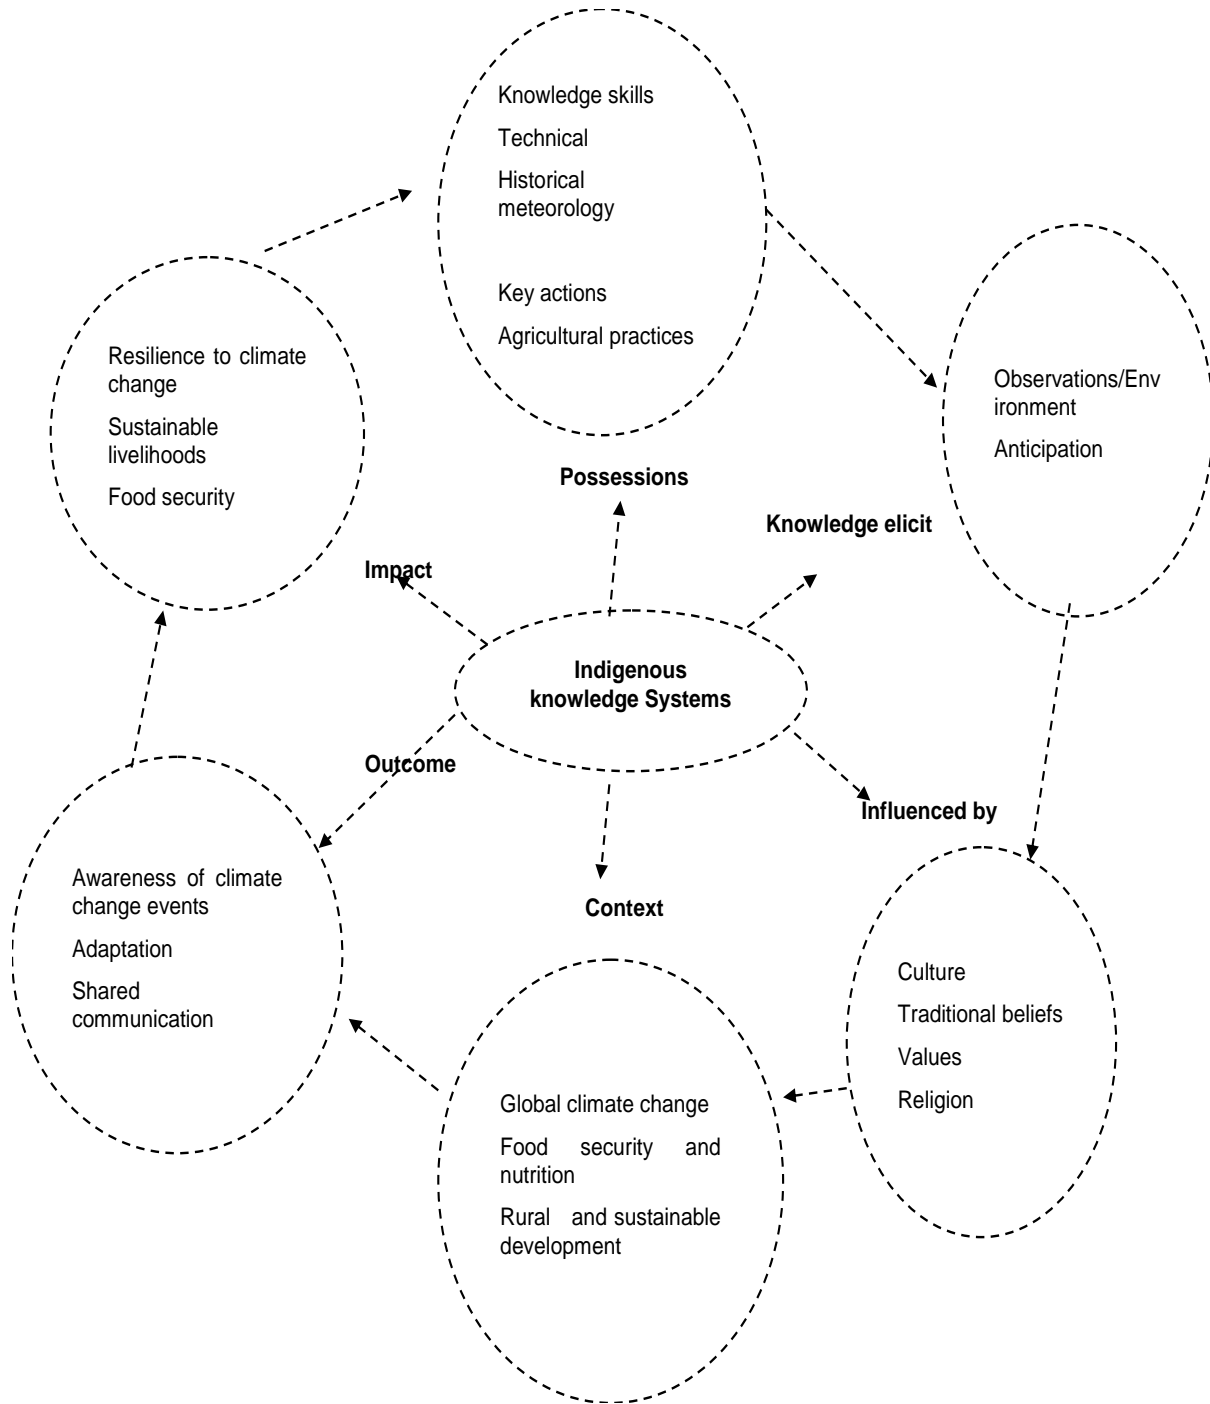 Knowledge skills
Technical
Historical
meteorology
Key actions
Agricultural practices
Observations/Env
ironment
Anticipation
Resilience to climate
change
Sustainable
livelihoods
Food security
Possessions
Knowledge elicit
Impact
Indigenous
knowledge Systems
Outcome
Influenced by
Context
Awareness of climate
change events
Adaptation
Shared
communication
Culture
Traditional beliefs
Values
Religion
Global climate change
Food security and
nutrition
Rural and sustainable
development